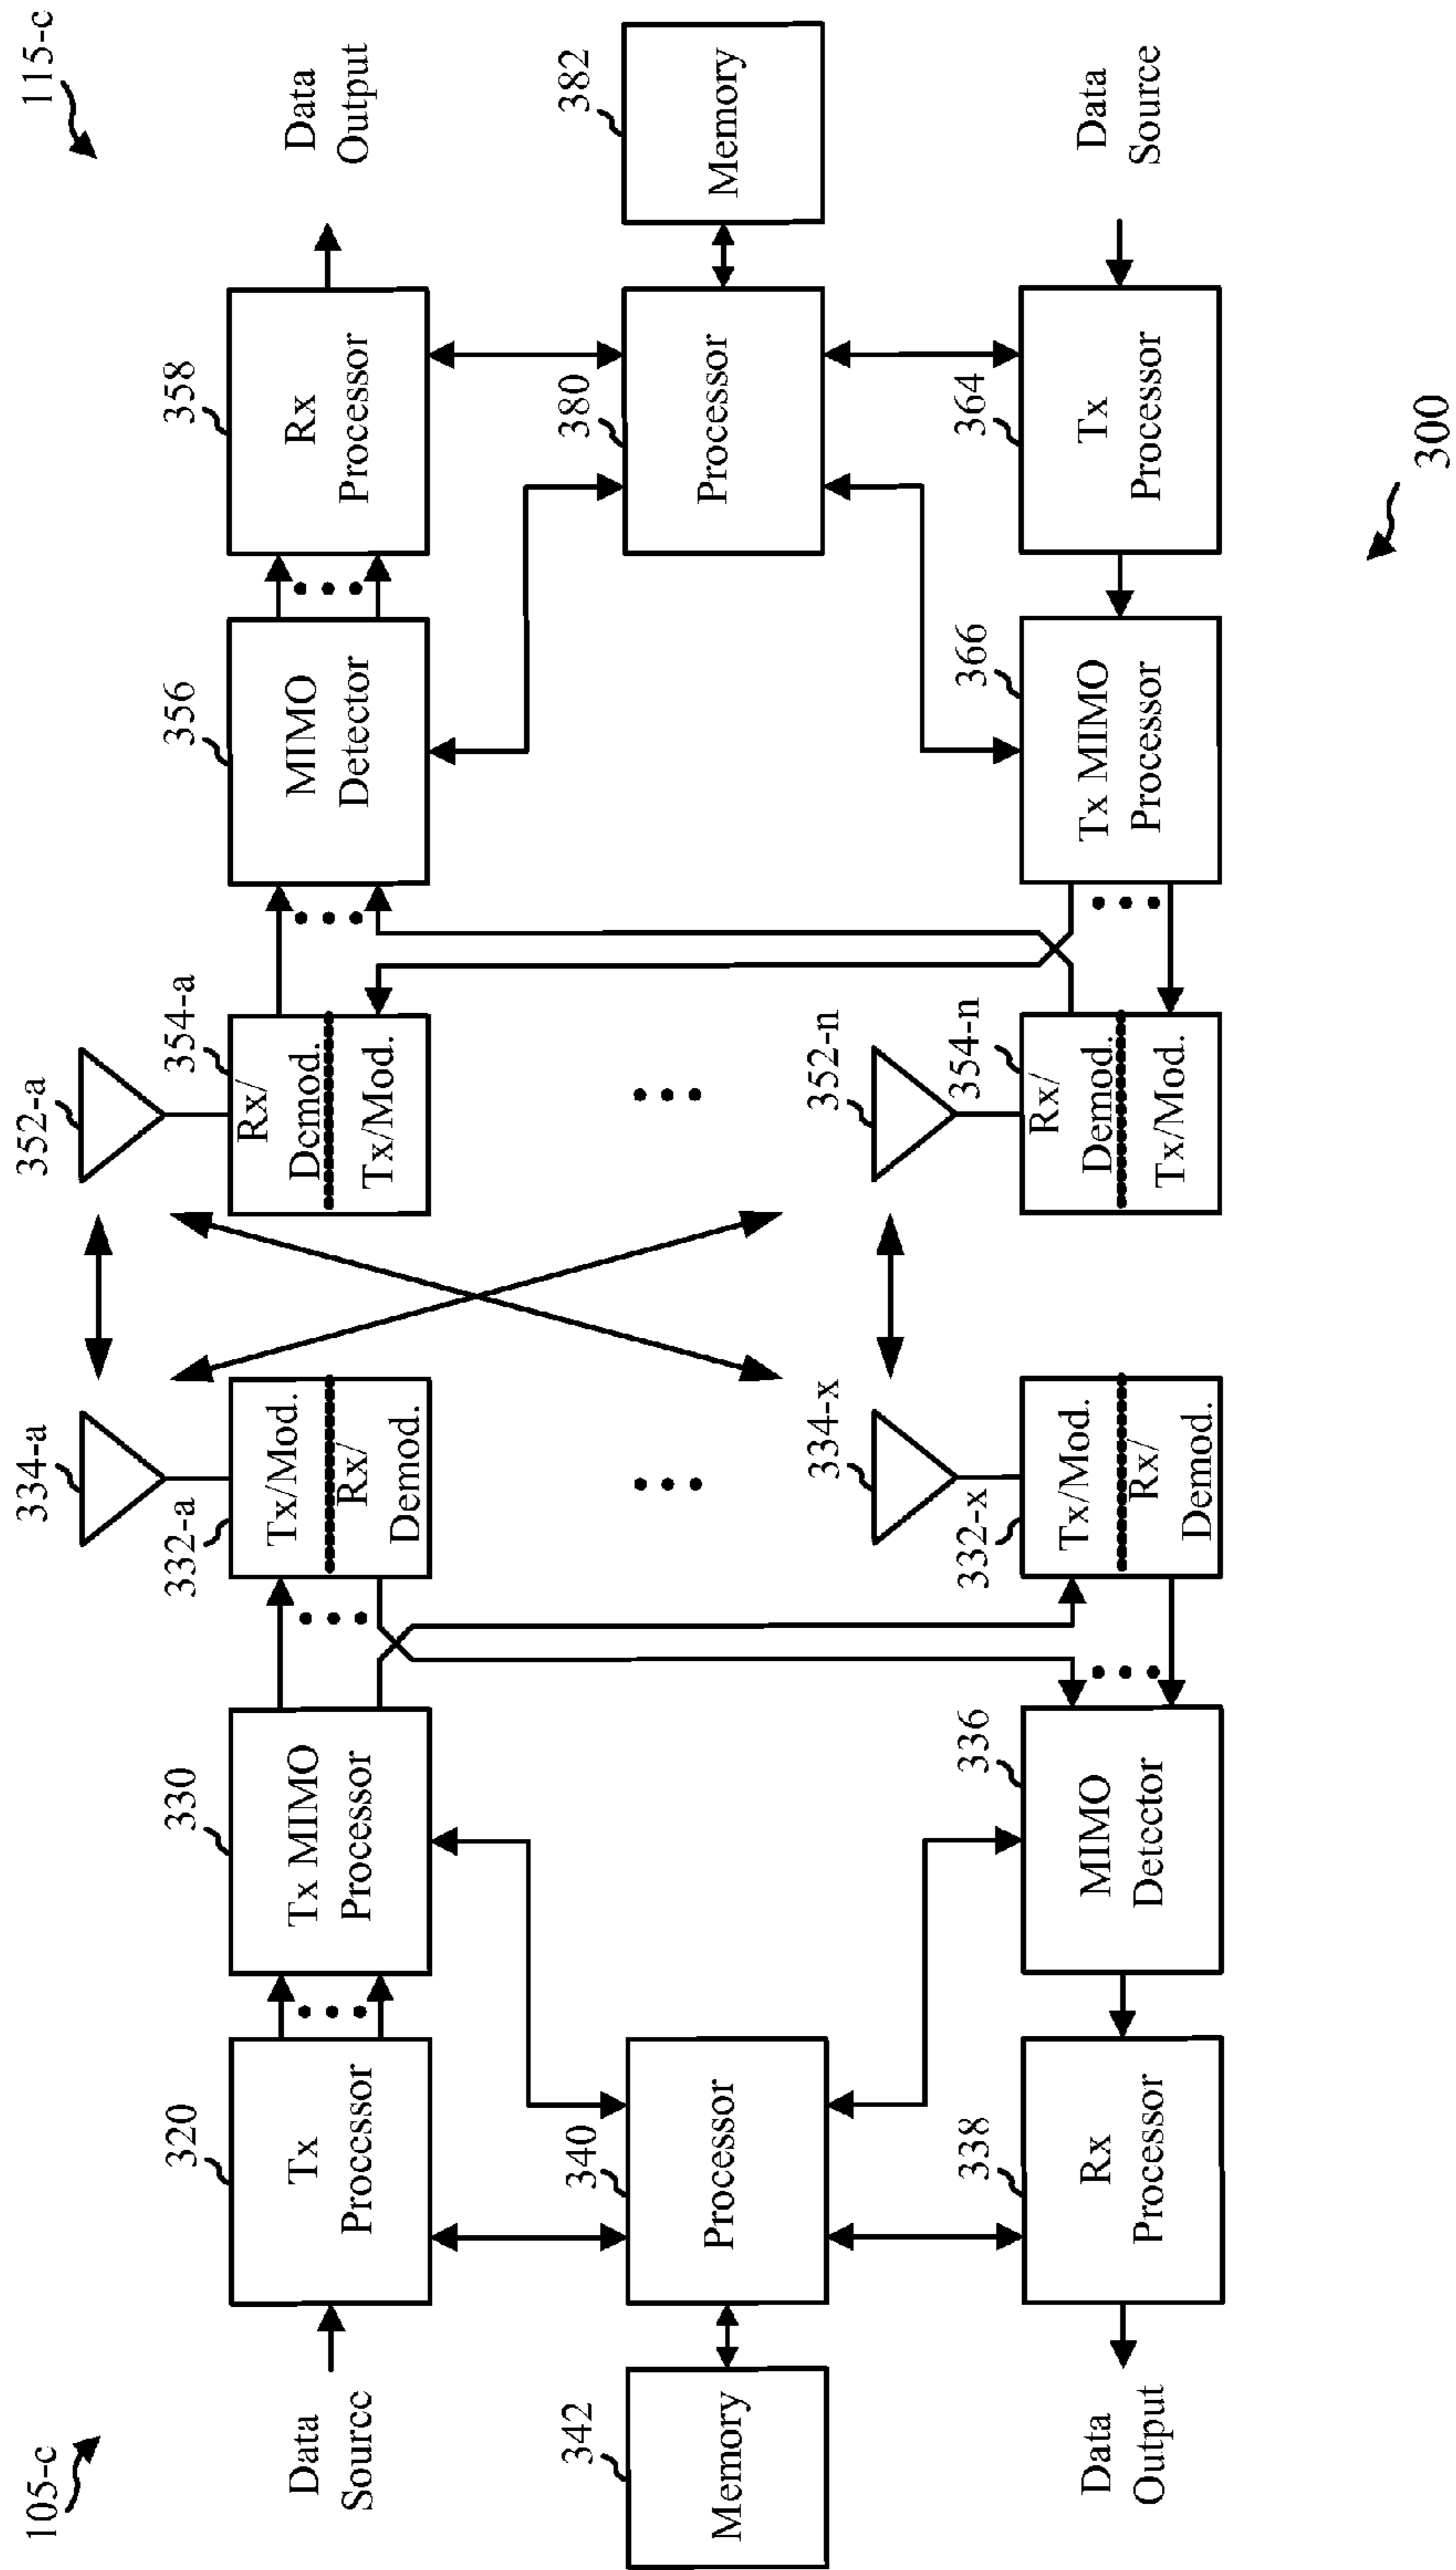 105-c
115-c
Data
Source
320
Tx
Processor
330
Tx MIMO
Processor
334-a
332-a
Tx/Mod.
Rx/
Demod.
352-a
354-a
Rx/
Demod.
Tx/Mod.
356
MIMO
Detector
358
Rx
Processor
Data
Output
342
Memory
340
Processor
380
Processor
382
Memory
Data
Output
338
Rx
Processor
336
MIMO
Detector
334-x
332-x
Tx/Mod.
Rx/
Demod.
352-n
354-n
Rx/
Demod.
Tx/Mod.
366
Tx MIMO
Processor
364
Tx
Processor
Data
Source
300